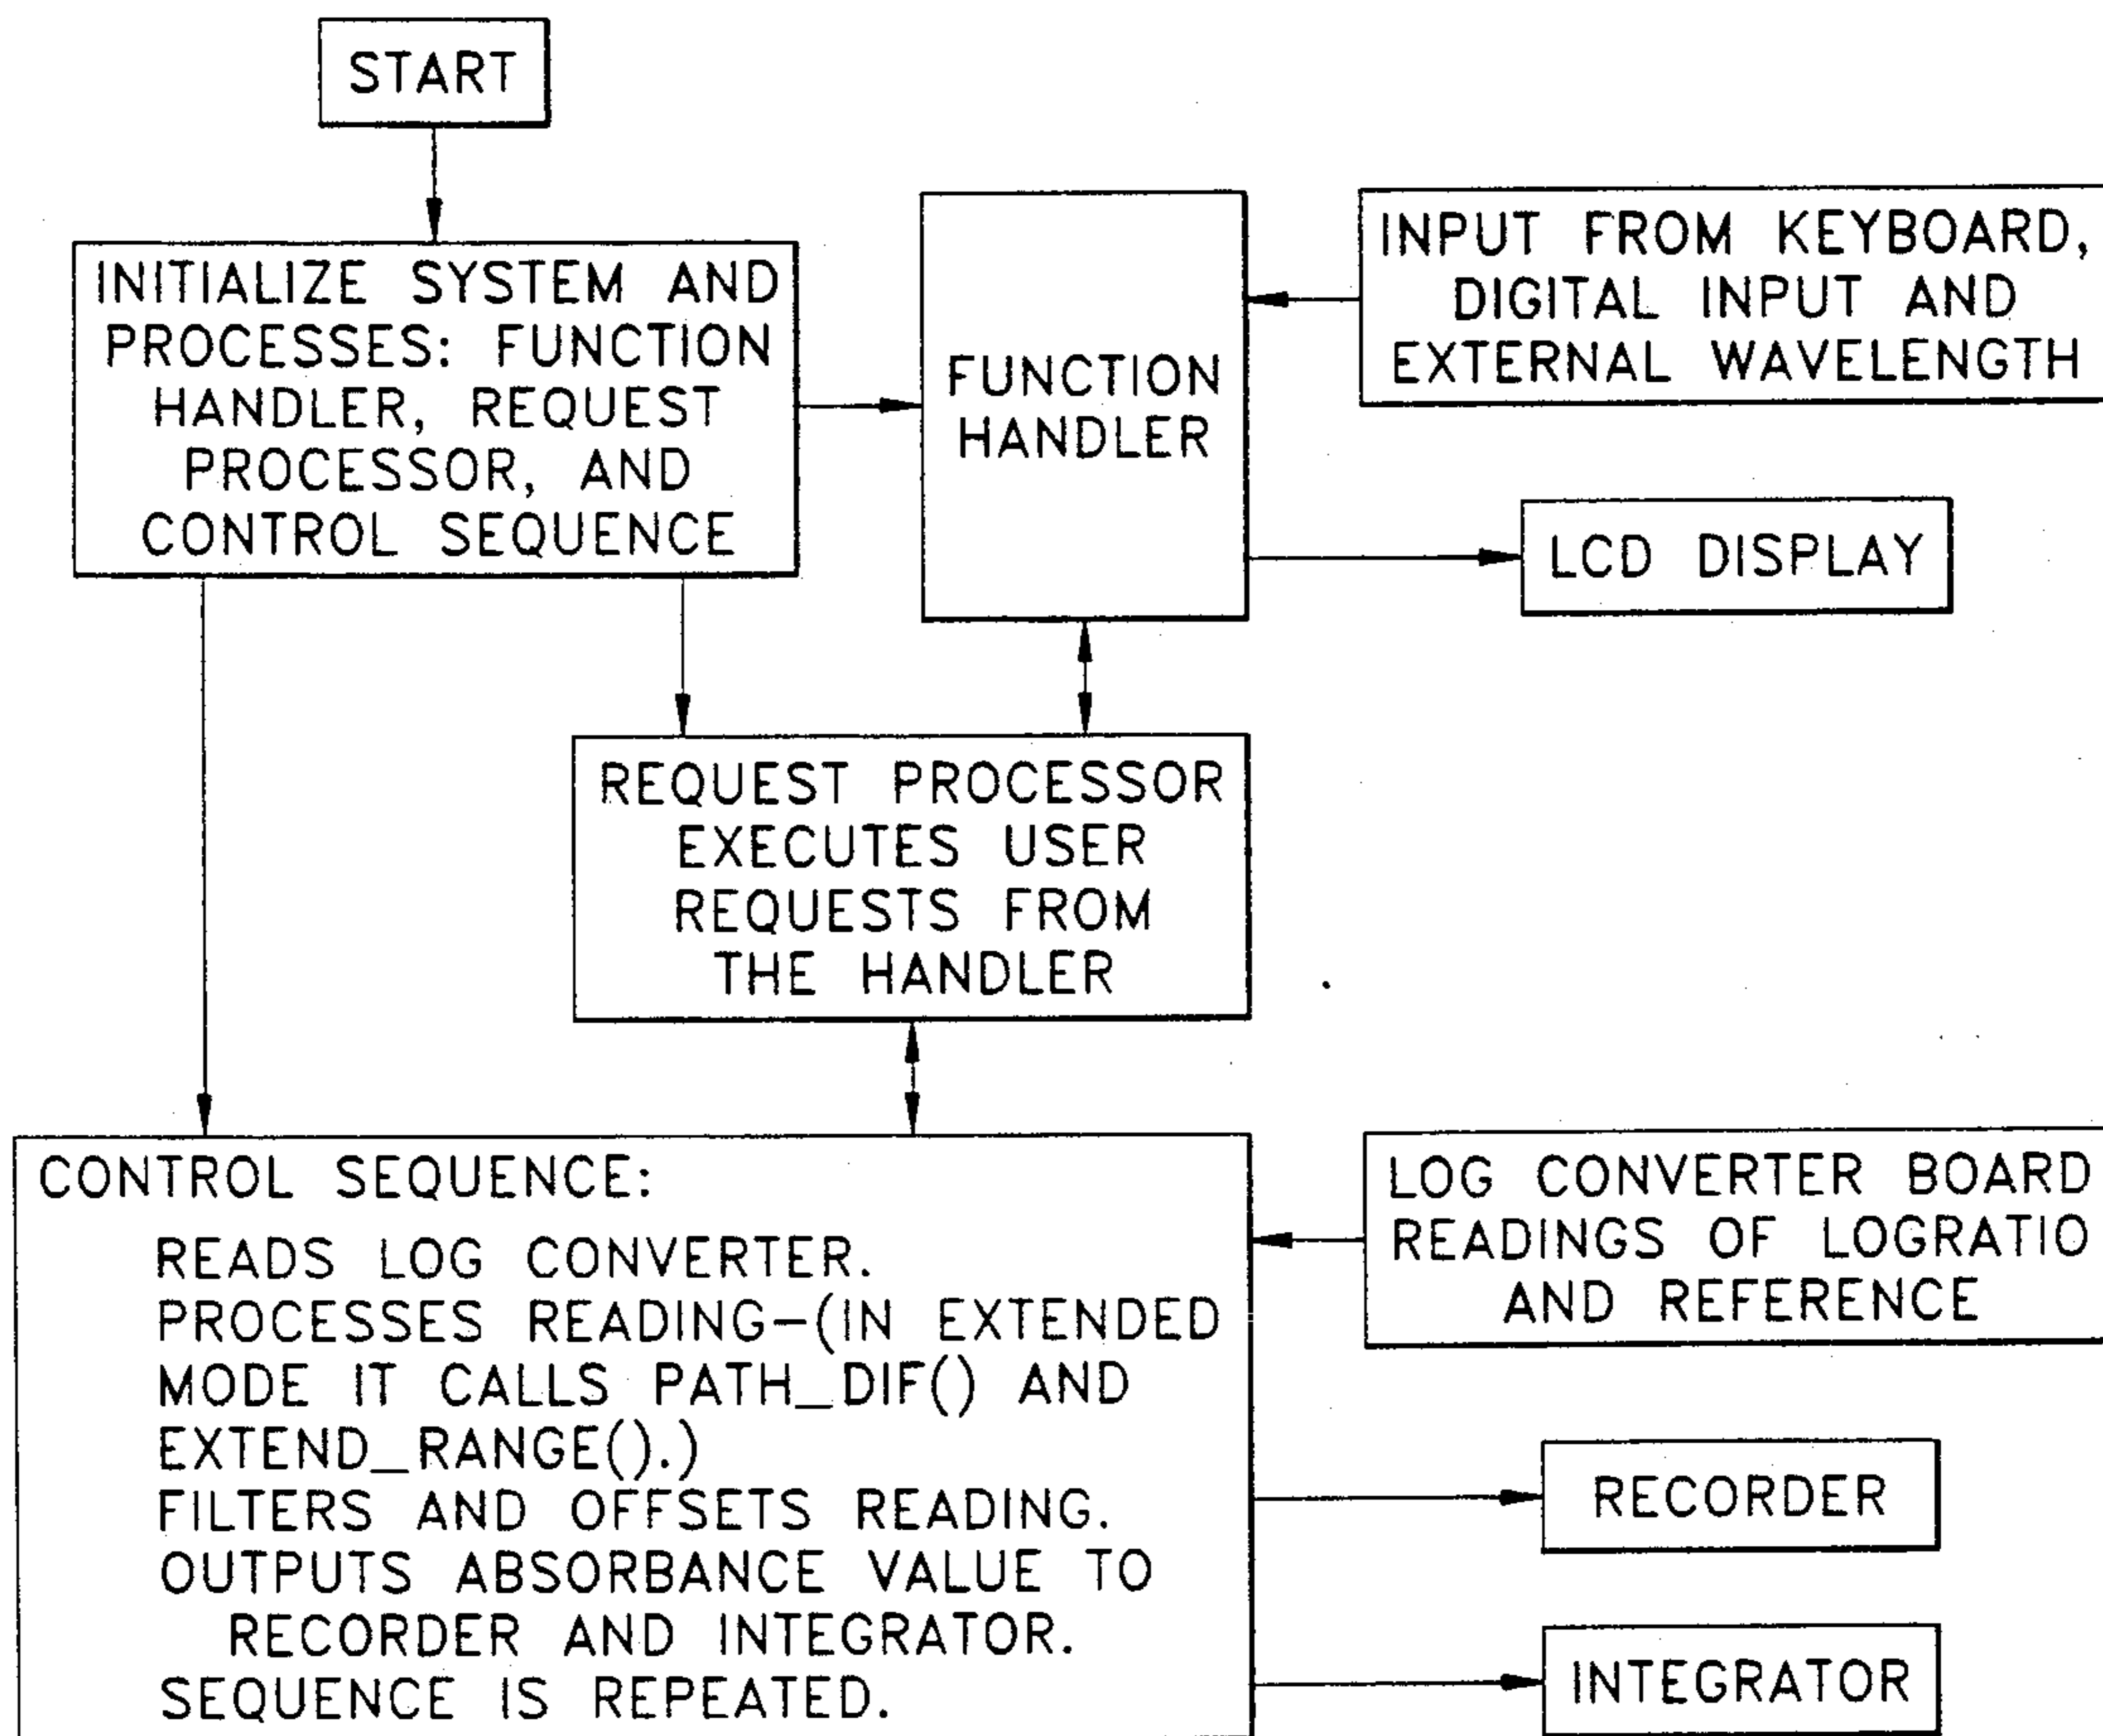 START
INITIALIZE SYSTEM AND
PROCESSES: FUNCTION
HANDLER, REQUEST
PROCESSOR, AND
CONTROL SEQUENCE
FUNCTION
HANDLER
INPUT FROM KEYBOARD,
DIGITAL INPUT AND
EXTERNAL WAVELENGTH
LCD DISPLAY
REQUEST PROCESSOR
EXECUTES USER
REQUESTS FROM
THE HANDLER
CONTROL SEQUENCE:
READS LOG CONVERTER.
PROCESSES READING-(IN EXTENDED
MODE IT CALLS PATH_DIF() AND
EXTEND_RANGE().)
FILTERS AND OFFSETS READING.
OUTPUTS ABSORBANCE VALUE TO
RECORDER AND INTEGRATOR.
SEQUENCE IS REPEATED.
LOG CONVERTER BOARD
READINGS OF LOGRATIO
AND REFERENCE
RECORDER
INTEGRATOR